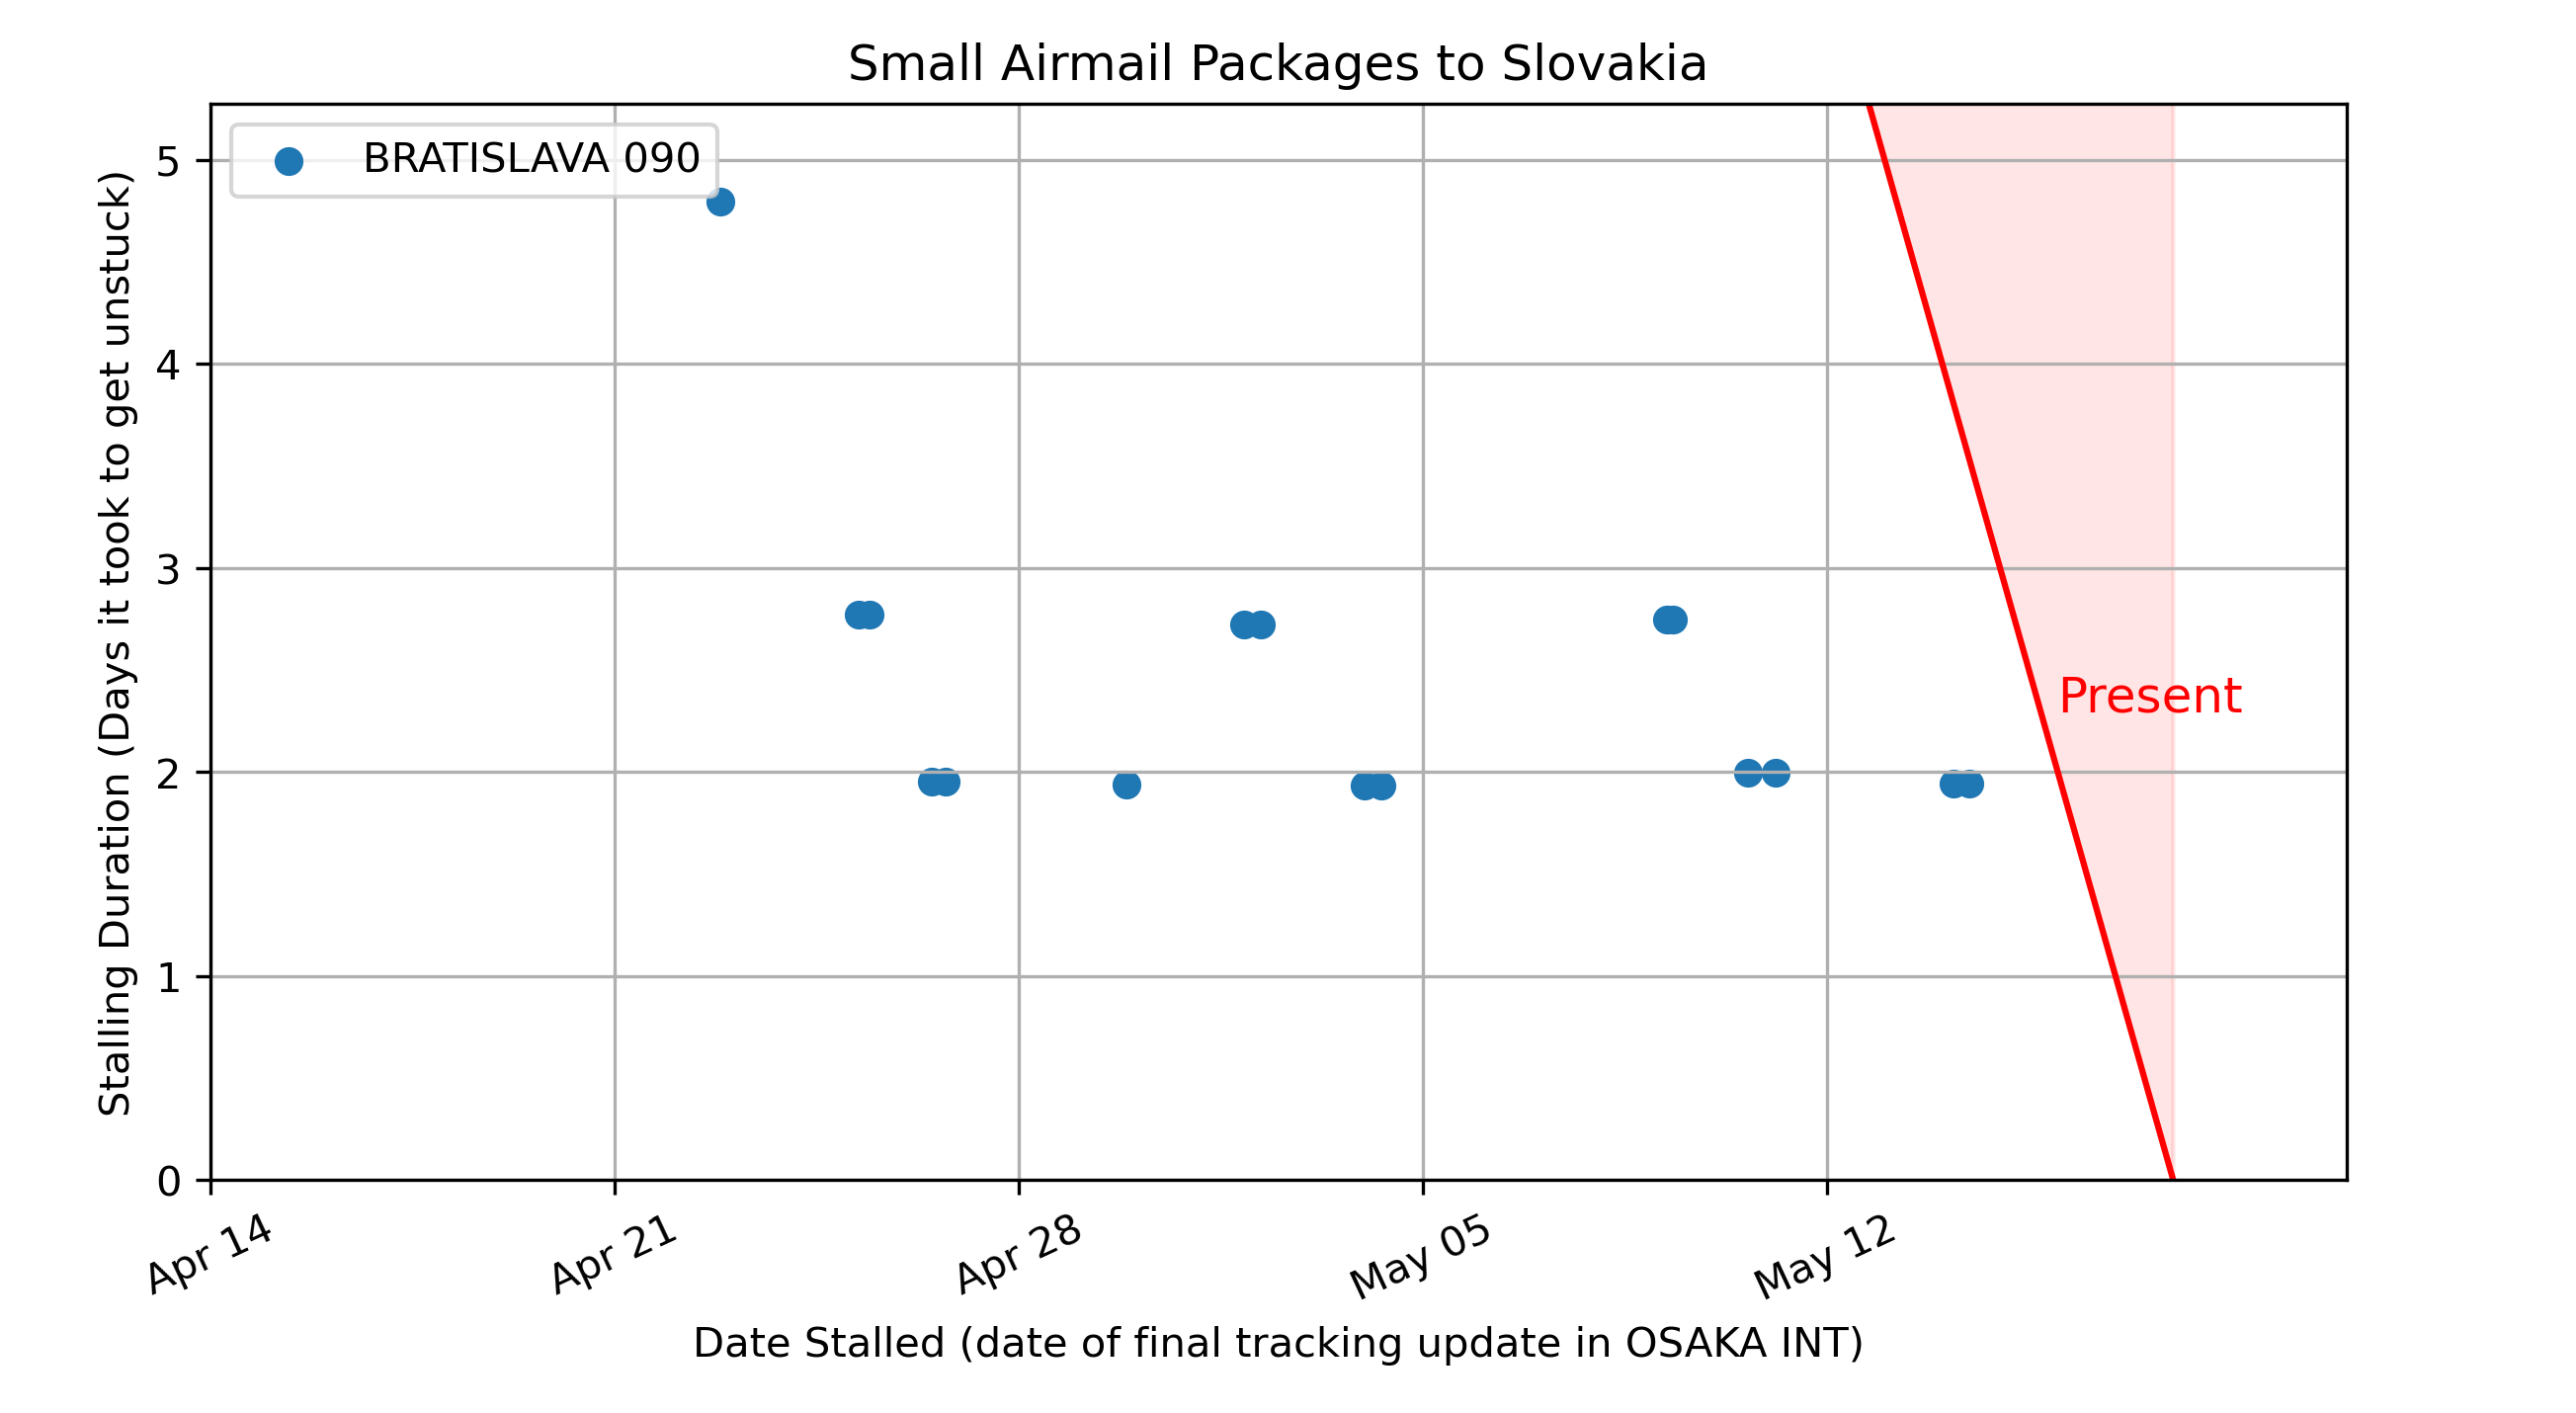 Small Airmail Packages to Slovakia
BRATISLAVA 090
Stalling Duration (Days it took to get unstuck)
5
4
3
2
1
0
Present
Apr 14
Apr 21
Apr 28
May 05
May 12
Date Stalled (date of final tracking update in OSAKA INT)